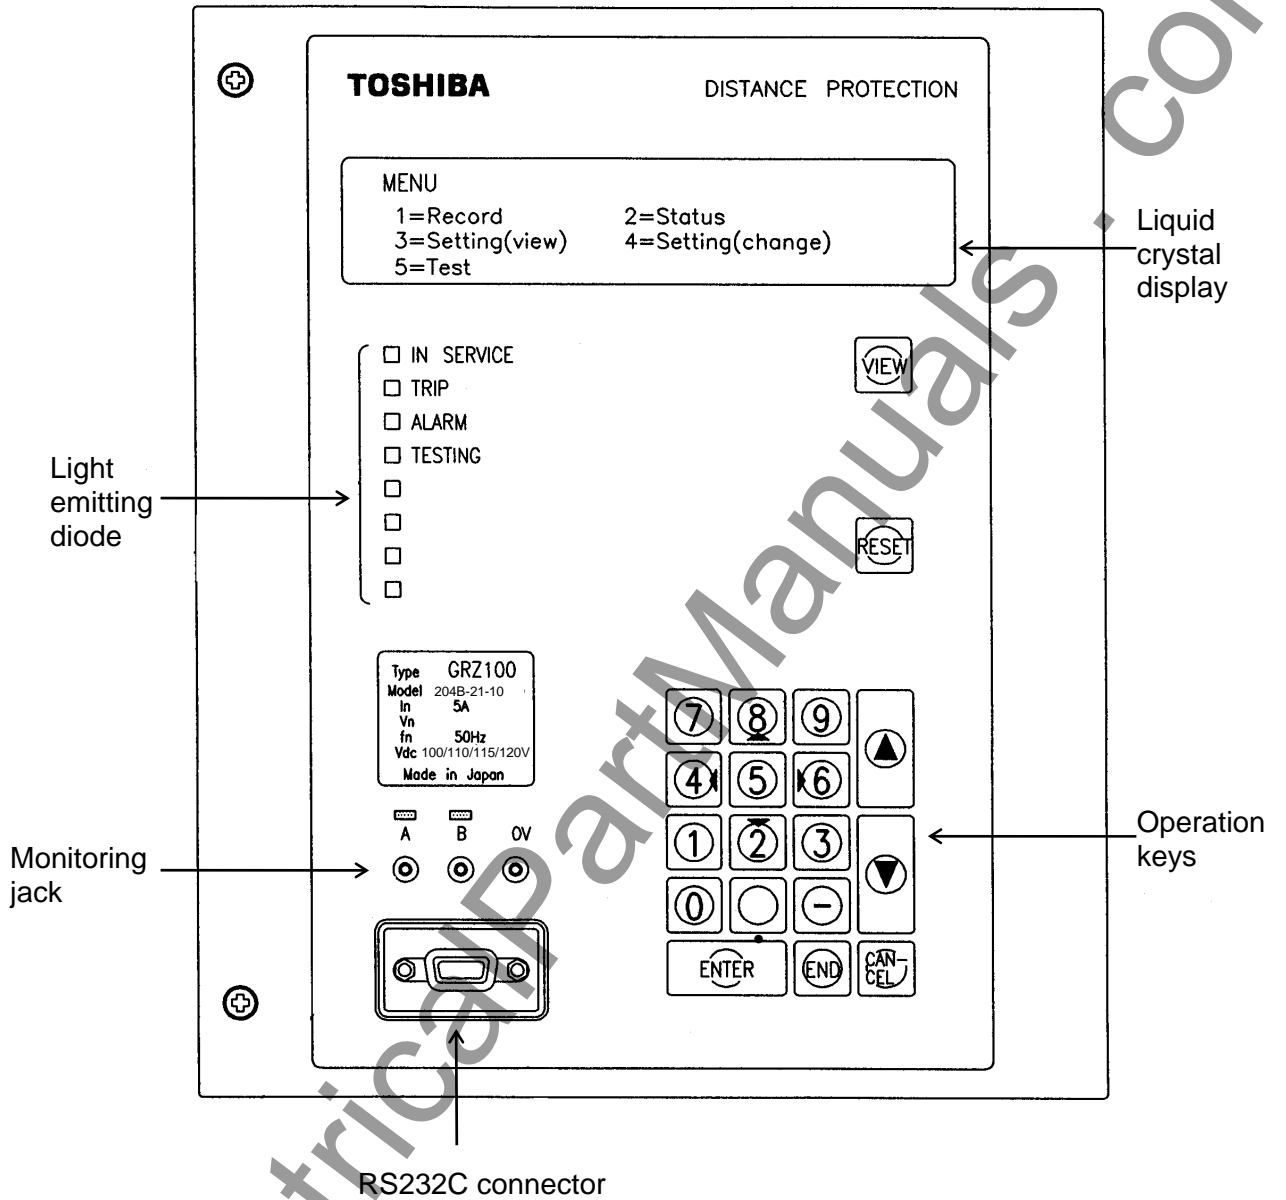 TOSHIBA
DISTANCE PROTECTION
MENU
1=Record 2=Status
3=Setting(view) 4=Setting(change)
5=Test
Liquid
crystal
display
IN SERVICE
TRIP
ALARM
TESTING
VIEW
RESET
Light
emitting
diode
Type GRZ100
Model 204B-21-10
In 5A
Vn
fn 50Hz
Vdc 100/110/115/120V
Made in Japan
A B 0V
Monitoring
jack
7 8 9
4 5 6
1 2 3
0 . −
ENTER END CAN-
CEL
Operation
keys
RS232C connector
tricalPartManuals . com